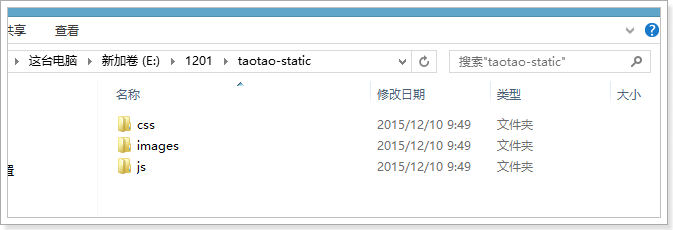 共享 查看
这台电脑 新加卷 (E:) 1201 taotao-static 搜索"taotao-static"
名称 修改日期 类型 大小
css 2015/12/10 9:49 文件夹
images 2015/12/10 9:49 文件夹
js 2015/12/10 9:49 文件夹
置